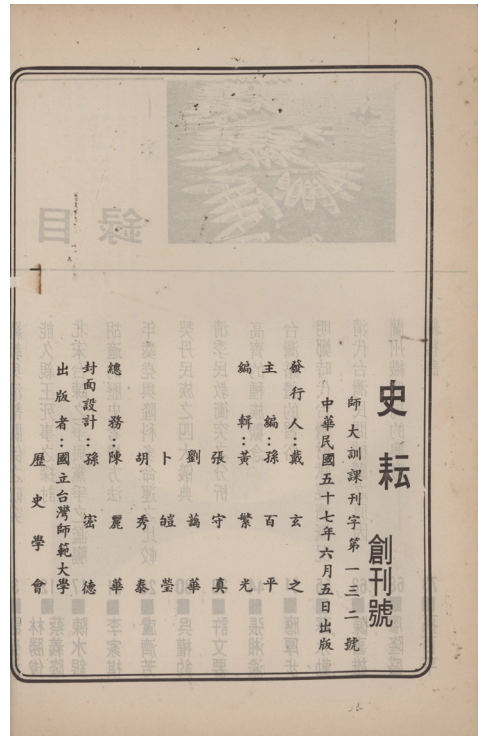 史耘 創刊號
師大訓課刊字第一三二號
中華民國五十七年六月五日出版
發行人：戴玄之
主編：孫百平
編輯：黃繁光
張守真
劉藹華
卜皚瑩
胡秀泰
總務：陳麗華
封面設計：孫密德
出版者：國立台灣師範大學
歷史學會